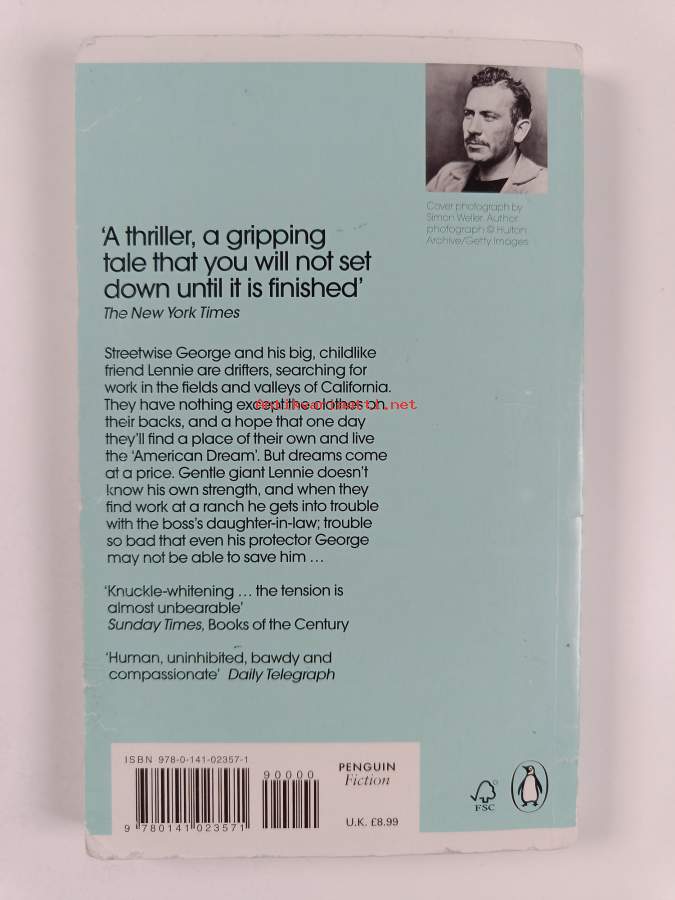 Cover photograph by
Simon Weller. Author
photograph © Hulton
Archive/Getty Images
‘A thriller, a gripping
tale that you will not set
down until it is finished’
The New York Times
Streetwise George and his big, childlike
friend Lennie are drifters, searching for
work in the fields and valleys of California.
They have nothing except the clothes on
Antikvariaatti.net
their backs, and a hope that one day
they’ll find a place of their own and live
the ‘American Dream’. But dreams come
at a price. Gentle giant Lennie doesn’t
know his own strength, and when they
find work at a ranch he gets into trouble
with the boss’s daughter-in-law; trouble
so bad that even his protector George
may not be able to save him ...
‘Knuckle-whitening ... the tension is
almost unbearable’
Sunday Times, Books of the Century
‘Human, uninhibited, bawdy and
compassionate’ Daily Telegraph
ISBN 978-0-141-02357-1
90000
9 780141 023571
PENGUIN
Fiction
U.K. £8.99
FSC